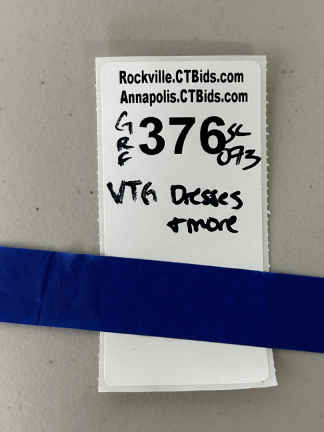 Rockville.CTBids.com
Annapolis.CTBids.com
GRF 376 SC 093
VTG Dresses
+ more